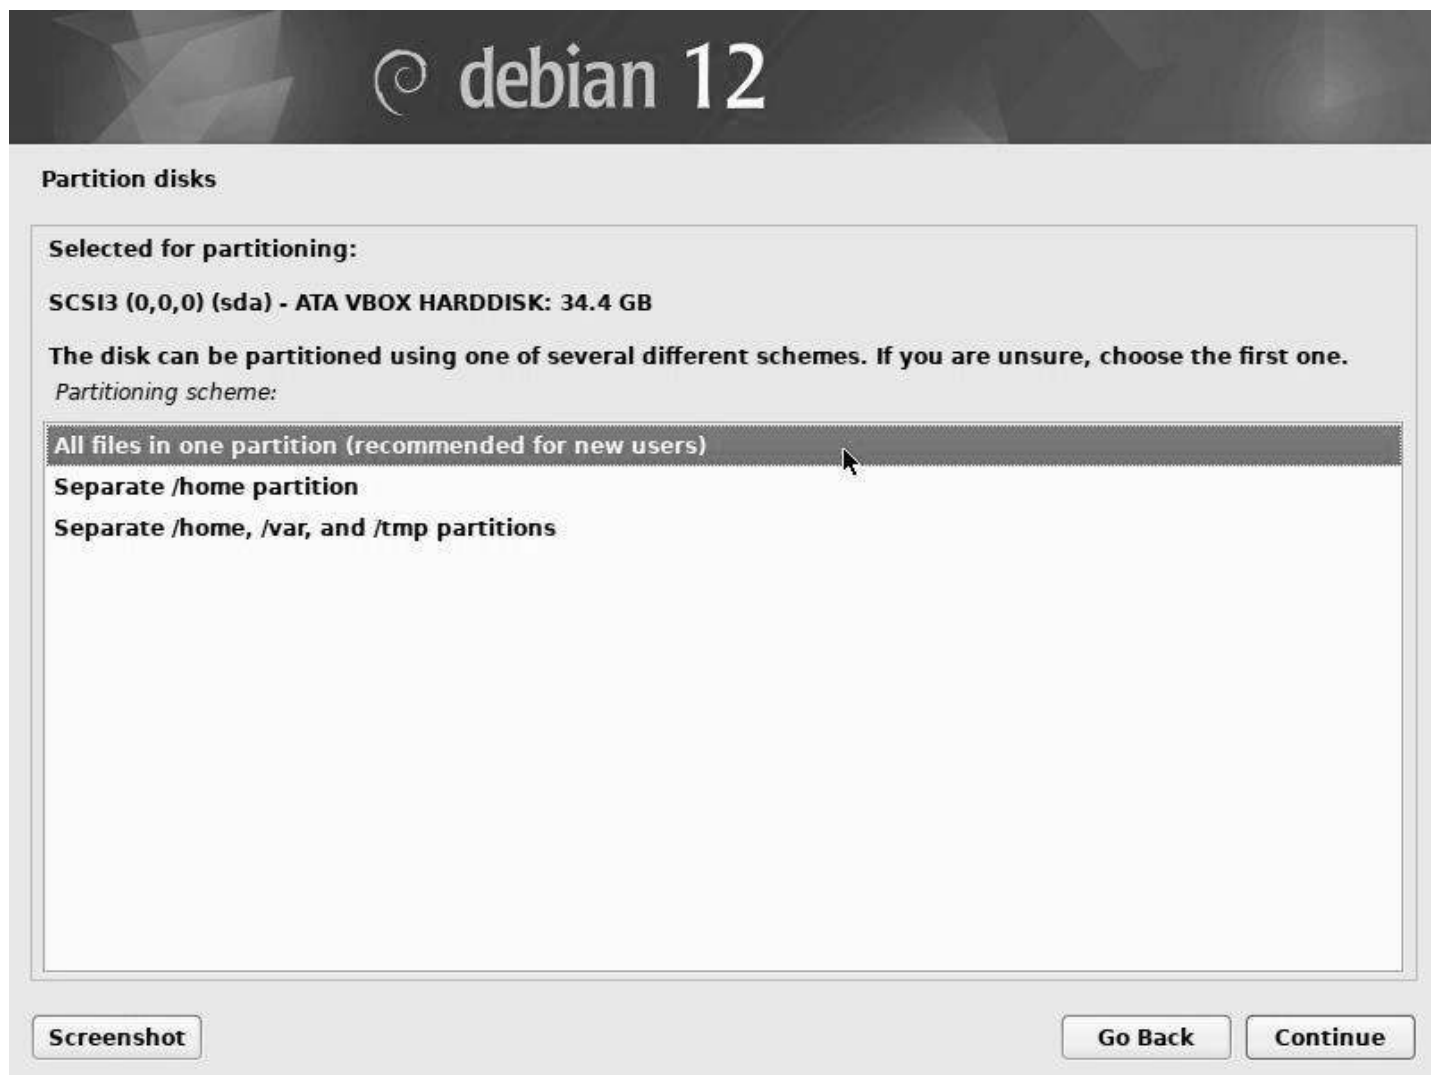 debian 12
Partition disks
Selected for partitioning:
SCSI3 (0,0,0) (sda) - ATA VBOX HARDDISK: 34.4 GB
The disk can be partitioned using one of several different schemes. If you are unsure, choose the first one.
Partitioning scheme:
All files in one partition (recommended for new users)
Separate /home partition
Separate /home, /var, and /tmp partitions
Screenshot
Go Back
Continue